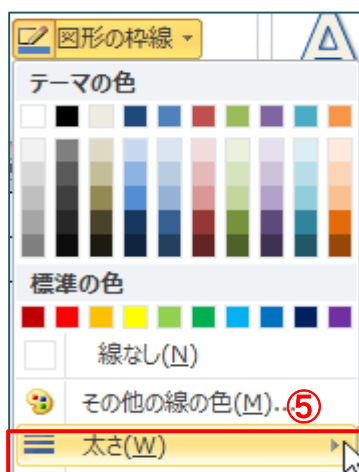 図形の枠線
A
テーマの色
標準の色
線なし(N)
その他の線の色(M)...⑤
太さ(W)